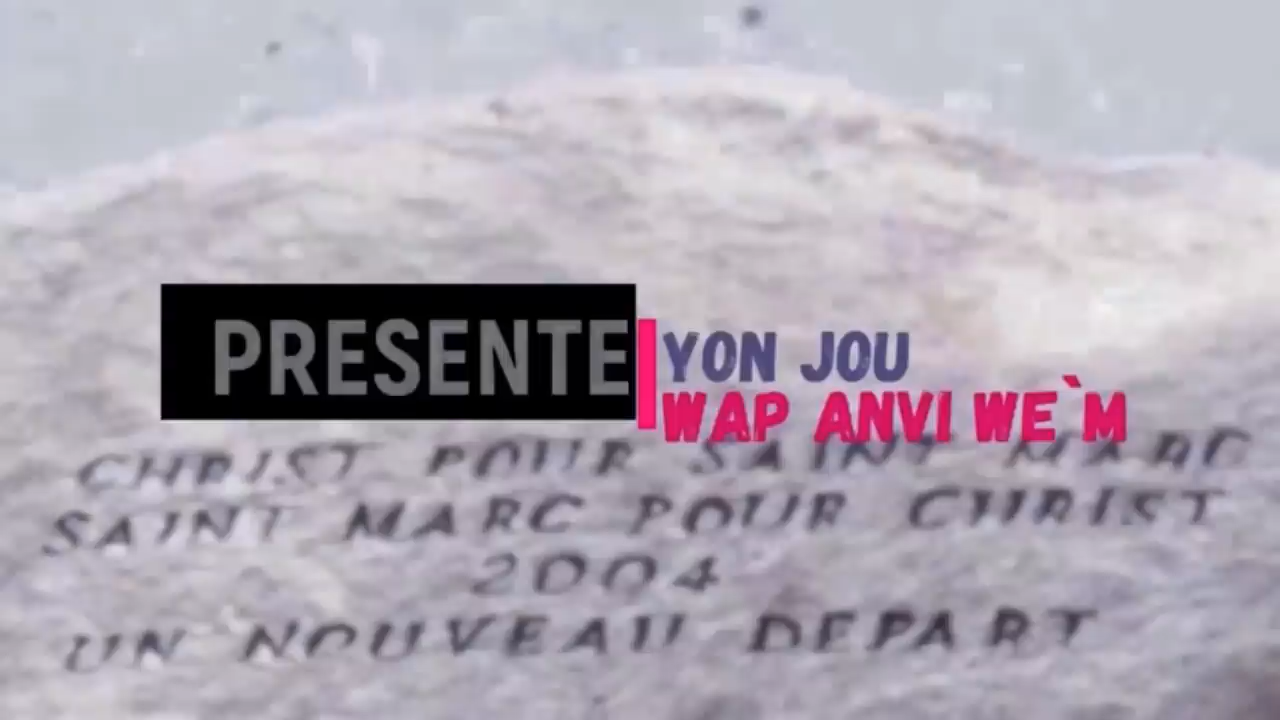 PRESENTE
YON JOU
WAP ANVI WE`M
CHRIST POUR SAINT MARC
SAINT MARC POUR CHRIST
2004
UN NOUVEAU DEPART